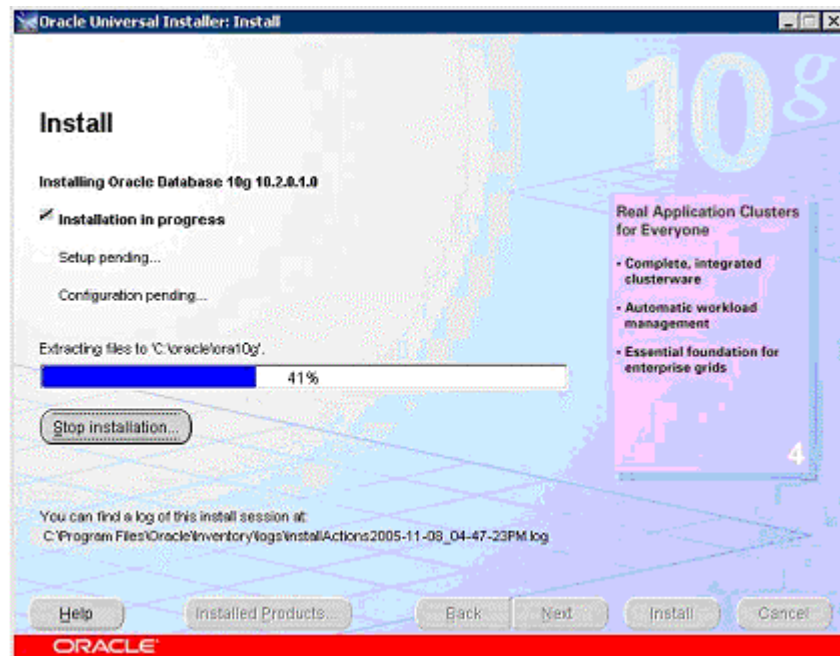 Oracle Universal Installer: Install
10g
Install
Installing Oracle Database 10g 10.2.0.1.0
Installation in progress
Setup pending...
Configuration pending...
Extracting files to 'C:\oracle\ora10g'.
41%
Stop installation...
Real Application Clusters
for Everyone
• Complete, integrated
clusterware
• Automatic workload
management
• Essential foundation for
enterprise grids
4
You can find a log of this install session at:
C:\Program Files\Oracle\Inventory\logs\installActions2005-11-08_04-47-23PM.log
Help
Installed Products...
Back
Next
Install
Cancel
ORACLE